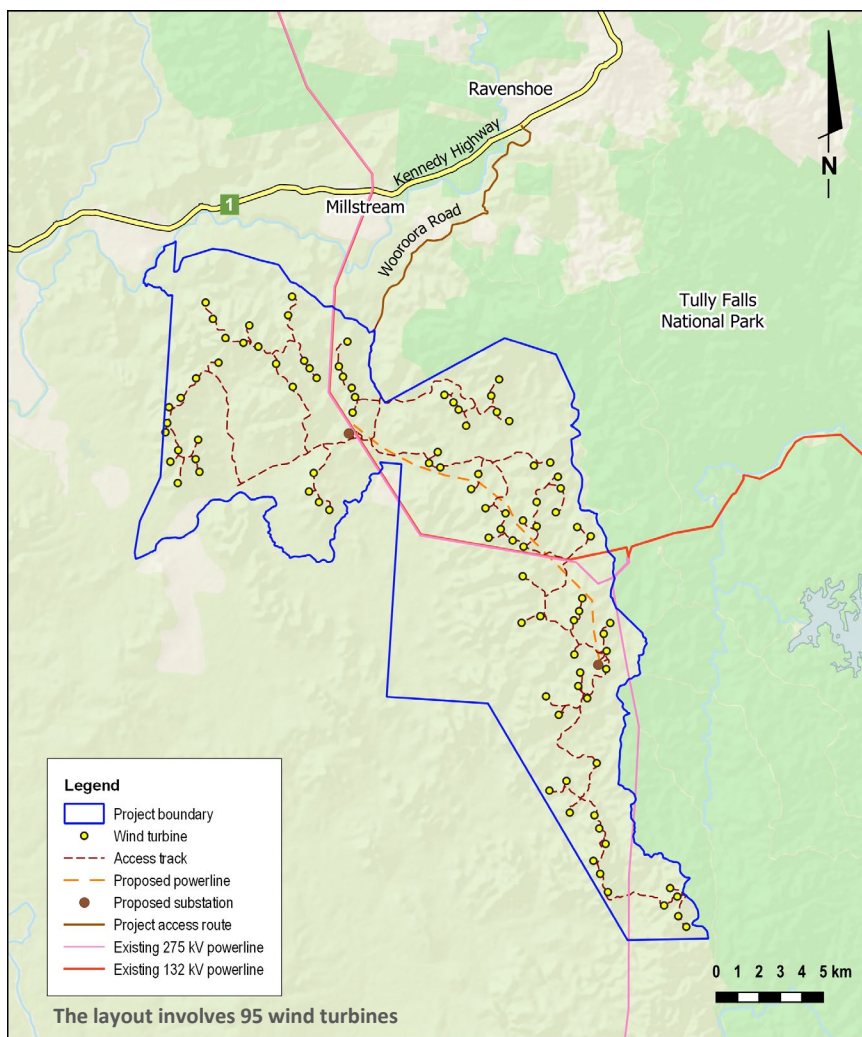 Ravenshoe
Kennedy Highway
1
Millstream
Wooroora Road
N
Tully Falls
National Park
Legend
Project boundary
Wind turbine
Access track
Proposed powerline
Proposed substation
Project access route
Existing 275 kV powerline
Existing 132 kV powerline
0 1 2 3 4 5 km
The layout involves 95 wind turbines